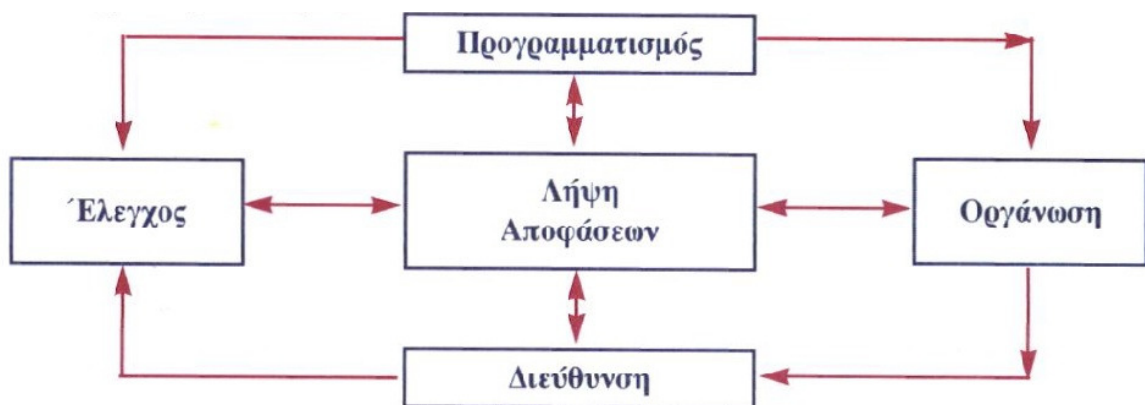 Προγραμματισμός
Έλεγχος
Λήψη
Αποφάσεων
Οργάνωση
Διεύθυνση